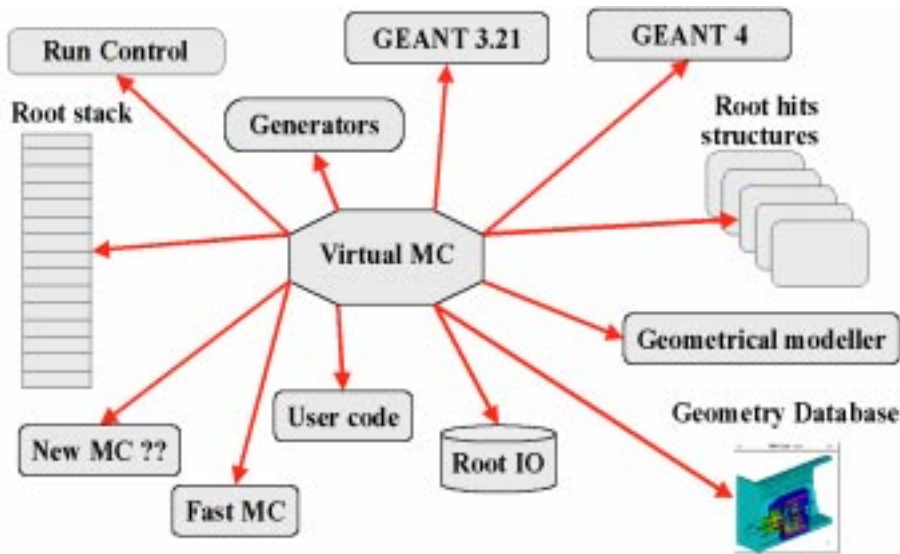 GEANT 3.21
GEANT 4
Run Control
Root stack
Generators
Root hits
structures
Virtual MC
Geometrical modeller
User code
Geometry Database
New MC ??
Root IO
Fast MC